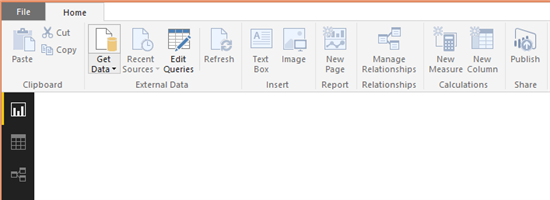 File Home
Paste
Cut
Copy
Clipboard
Get Data
Recent Sources
Edit Queries
Refresh
External Data
Text Box
Image
Insert
New Page
Report
Manage Relationships
Relationships
New Measure
New Column
Calculations
Publish
Share